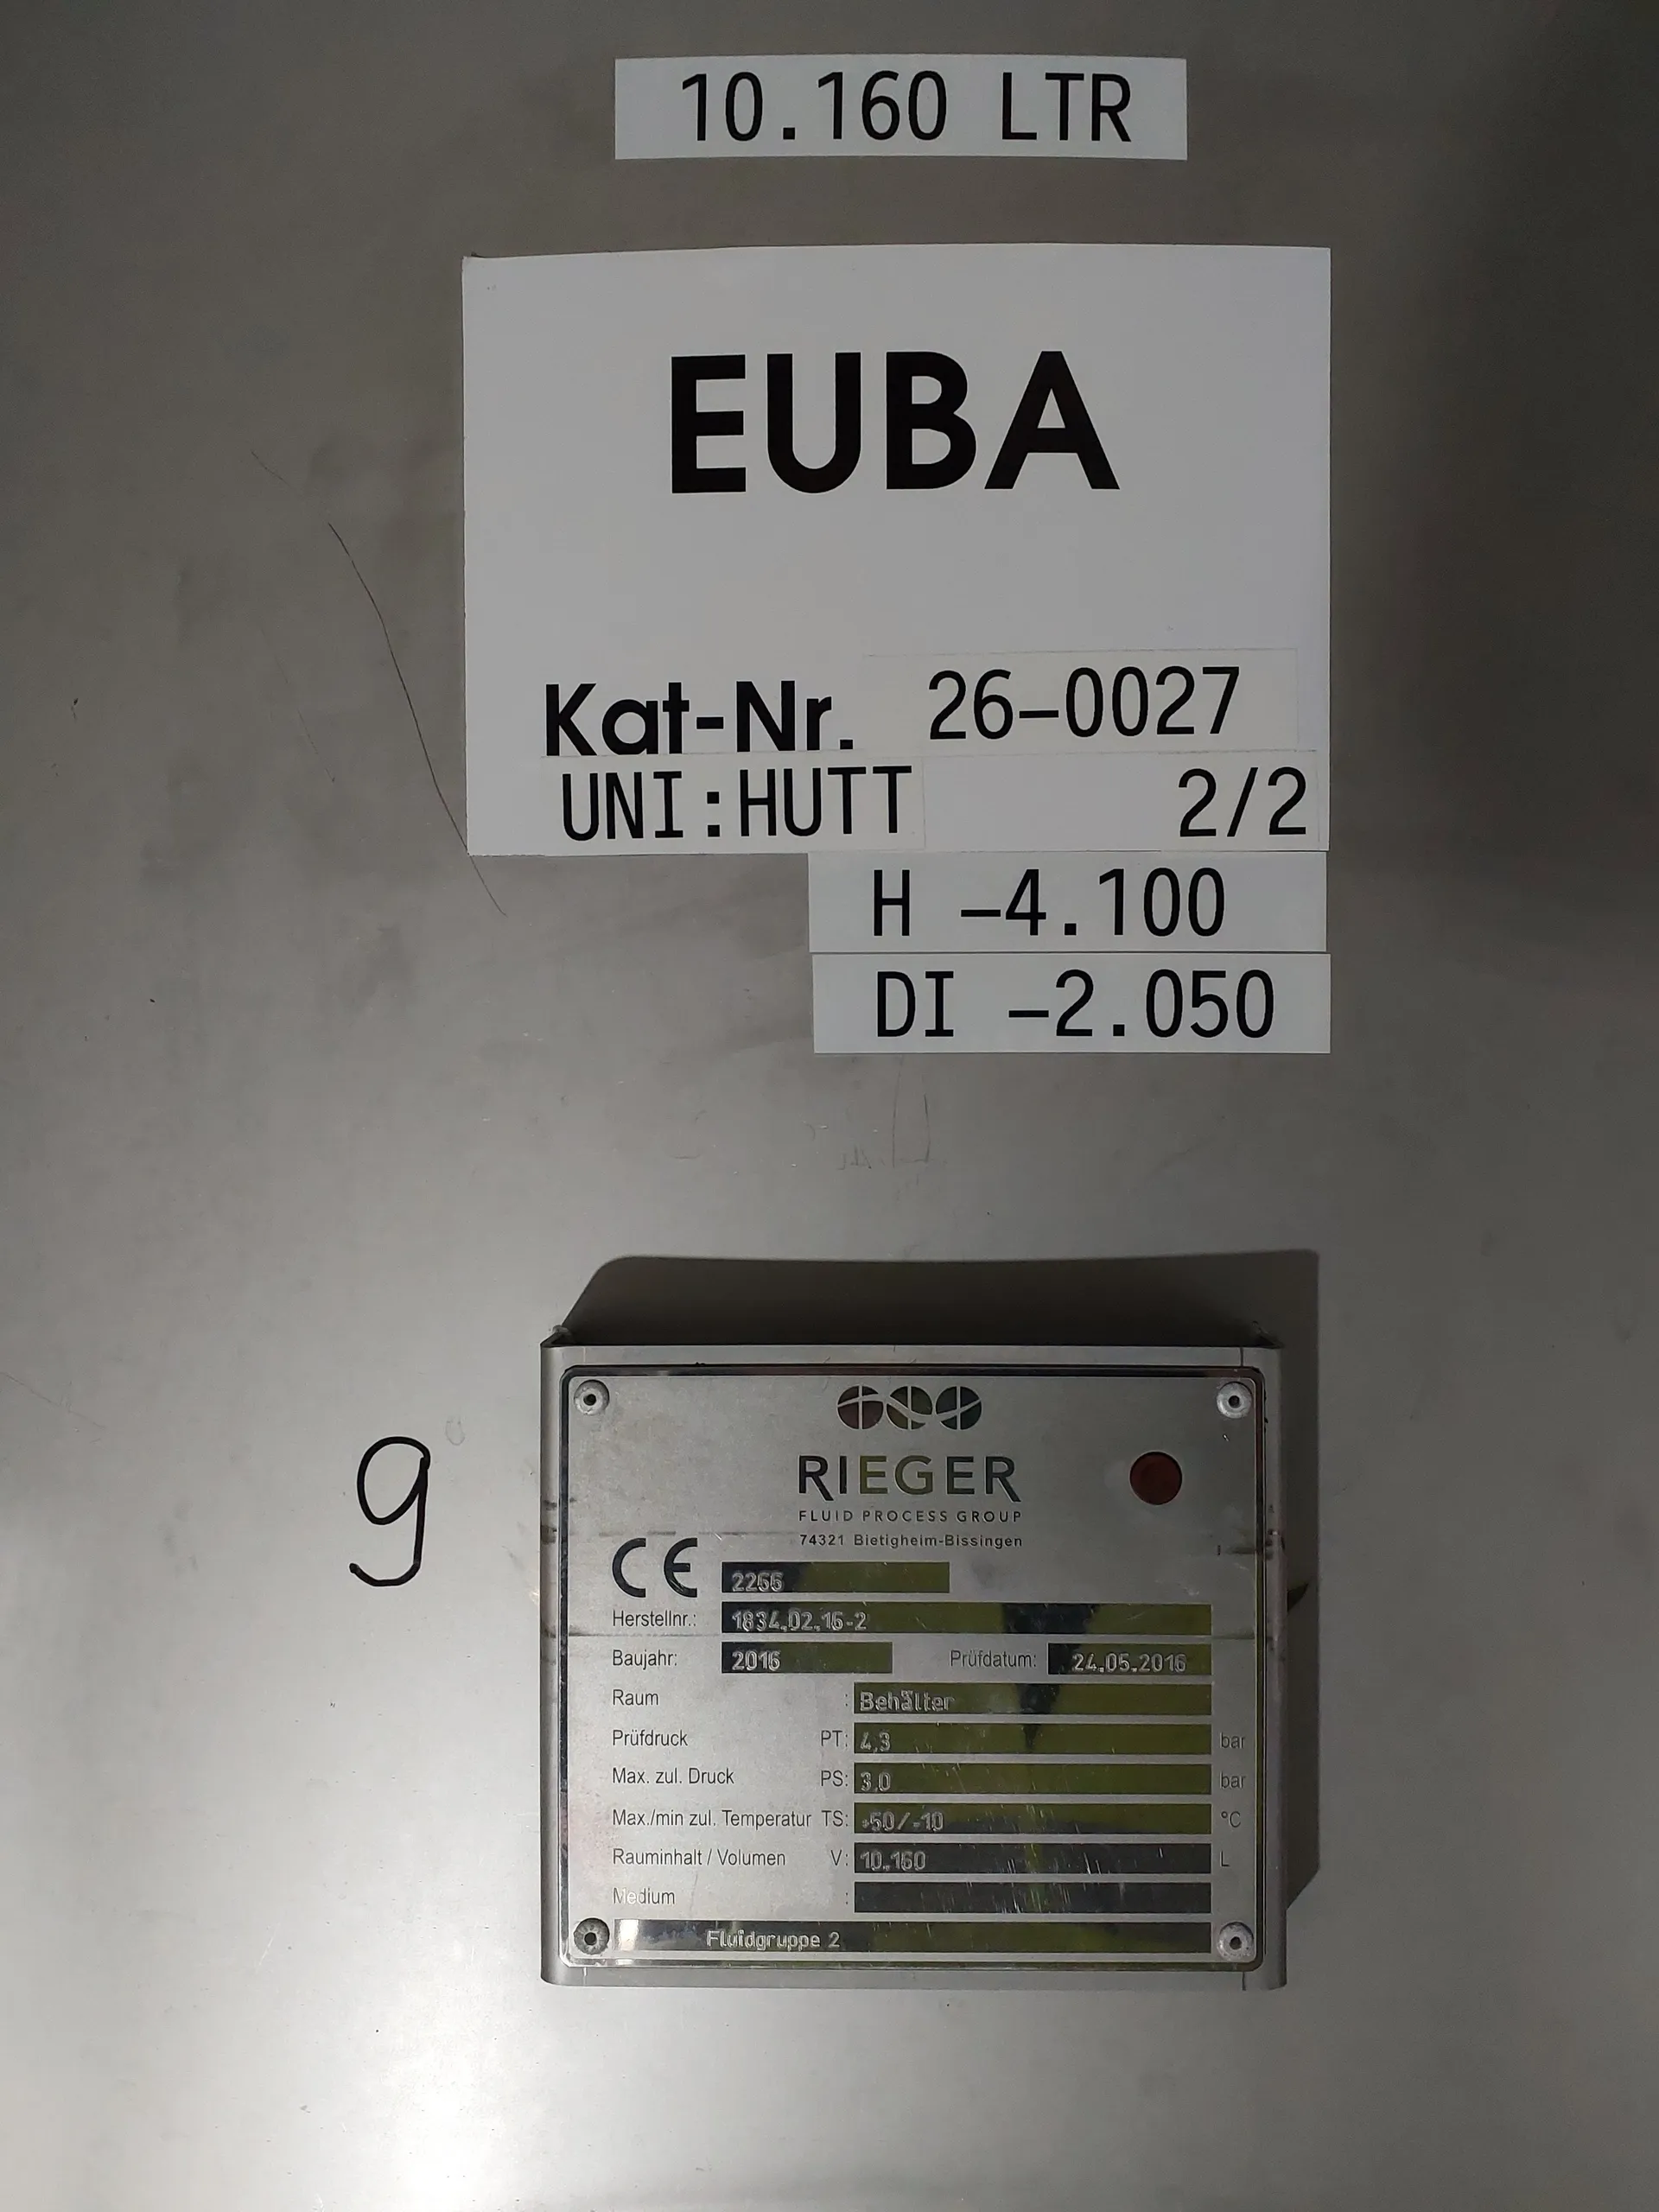 10.160 LTR
EUBA
Kat-Nr. 26-0027
UNI:HUTT 2/2
H -4.100
DI -2.050
9
RIEGER
FLUID PROCESS GROUP
74321 Bietigheim-Bissingen
CE 2266
Herstellnr.: 1834.02.16-2
Baujahr: 2016 Prüfdatum: 24.05.2016
Raum : Behälter
Prüfdruck PT: 4,3 bar
Max. zul. Druck PS: 3,0 bar
Max./min zul. Temperatur TS: +50/-10 °C
Rauminhalt / Volumen V: 10.160 L
Medium :
Fluidgruppe 2